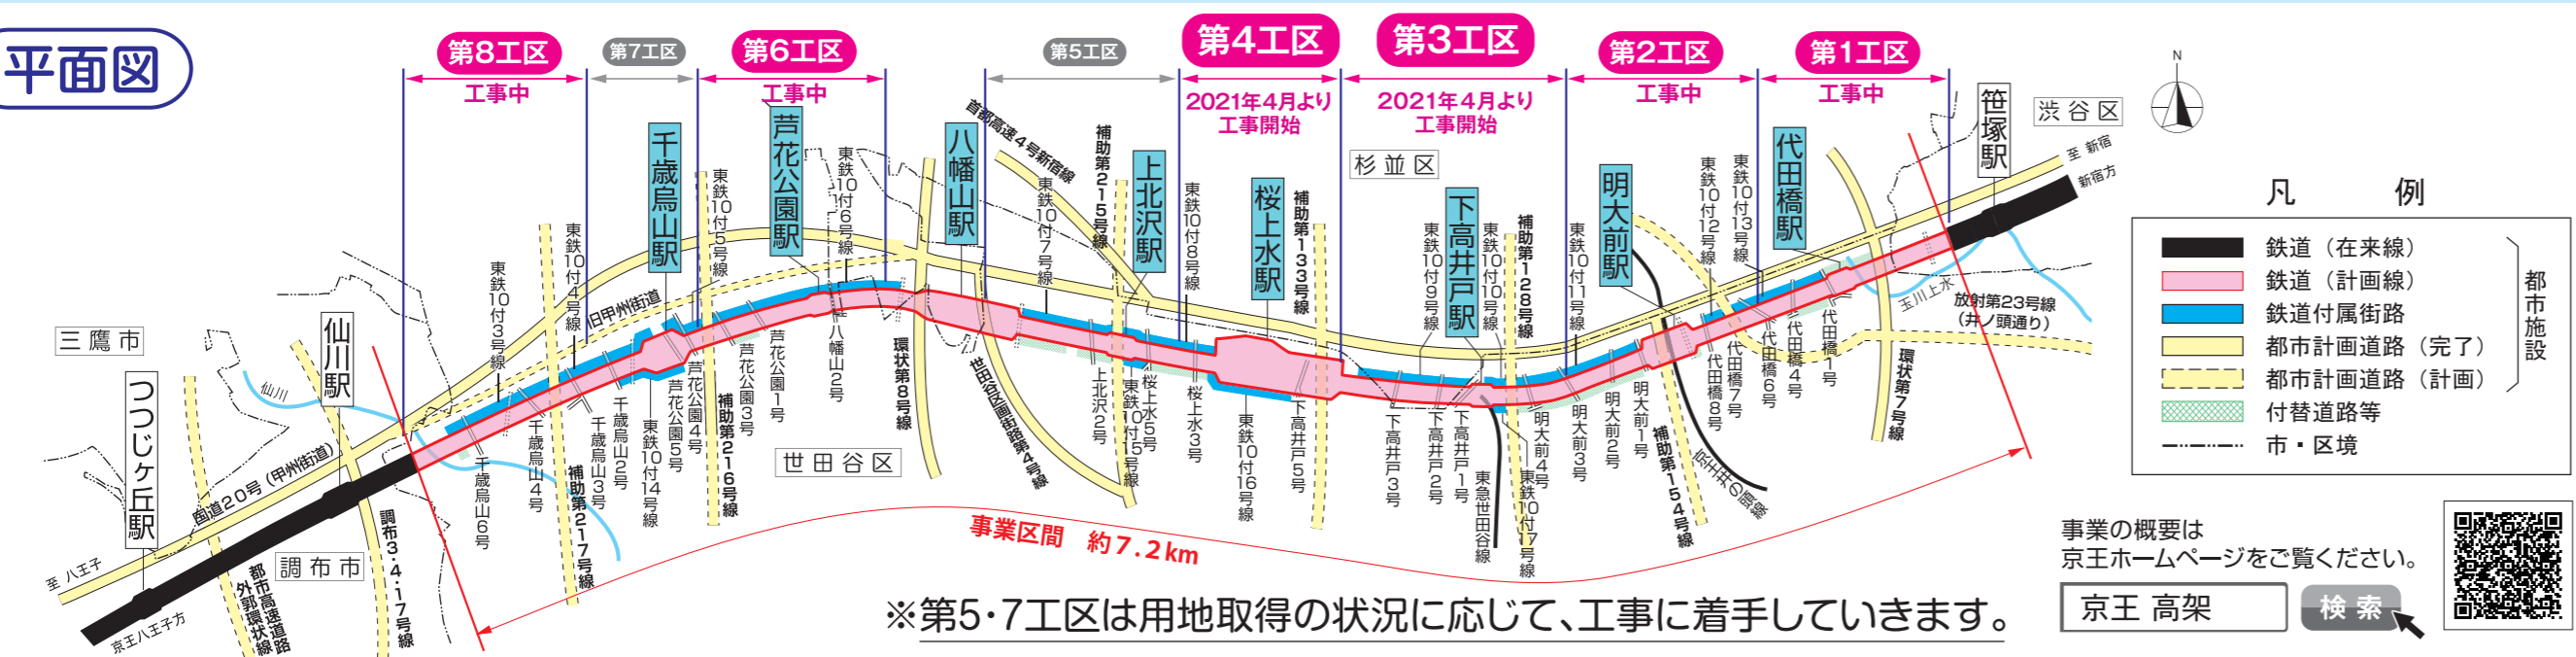 平面図
第8工区
工事中
第7工区
第6工区
工事中
第5工区
第4工区
2021年4月より
工事開始
第3工区
2021年4月より
工事開始
第2工区
工事中
第1工区
工事中
N
渋谷区
杉並区
世田谷区
三鷹市
調布市
つつじヶ丘駅
仙川駅
千歳烏山駅
芦花公園駅
八幡山駅
上北沢駅
桜上水駅
下高井戸駅
明大前駅
代田橋駅
笹塚駅
至 新宿
新宿方
至 八王子
京王八王子方
国道20号(甲州街道)
旧甲州街道
首都高速4号新宿線
仙川
玉川上水
放射第23号線
(井ノ頭通り)
東鉄10付3号線
東鉄10付4号線
東鉄10付5号線
東鉄10付6号線
東鉄10付7号線
補助第215号線
東鉄10付8号線
補助第133号線
東鉄10付9号線
東鉄10付10号線
補助第128号線
東鉄10付11号線
東鉄10付12号線
東鉄10付13号線
都市高速道路
外郭環状線
調布3・4・17号線
千歳烏山6号
千歳烏山4号
補助第217号線
千歳烏山3号
千歳烏山2号
東鉄10付14号線
芦花公園5号
芦花公園4号
補助第216号線
芦花公園3号
芦花公園1号
八幡山2号
環状第8号線
世田谷区画街路第4号線
上北沢2号
東鉄10付15号線
桜上水5号
桜上水3号
東鉄10付16号線
下高井戸5号
下高井戸3号
下高井戸2号
下高井戸1号
東急世田谷線
東鉄10付17号線
明大前4号
明大前3号
明大前2号
明大前1号
補助第154号線
京王井の頭線
代田橋8号
代田橋7号
代田橋6号
代田橋4号
代田橋1号
環状第7号線
事業区間 約7.2km
※第5・7工区は用地取得の状況に応じて、工事に着手していきます。
凡 例
鉄道(在来線)
鉄道(計画線)
鉄道付属街路
都市計画道路(完了)
都市計画道路(計画)
付替道路等
市・区境
都市施設
事業の概要は
京王ホームページをご覧ください。
京王 高架
検索